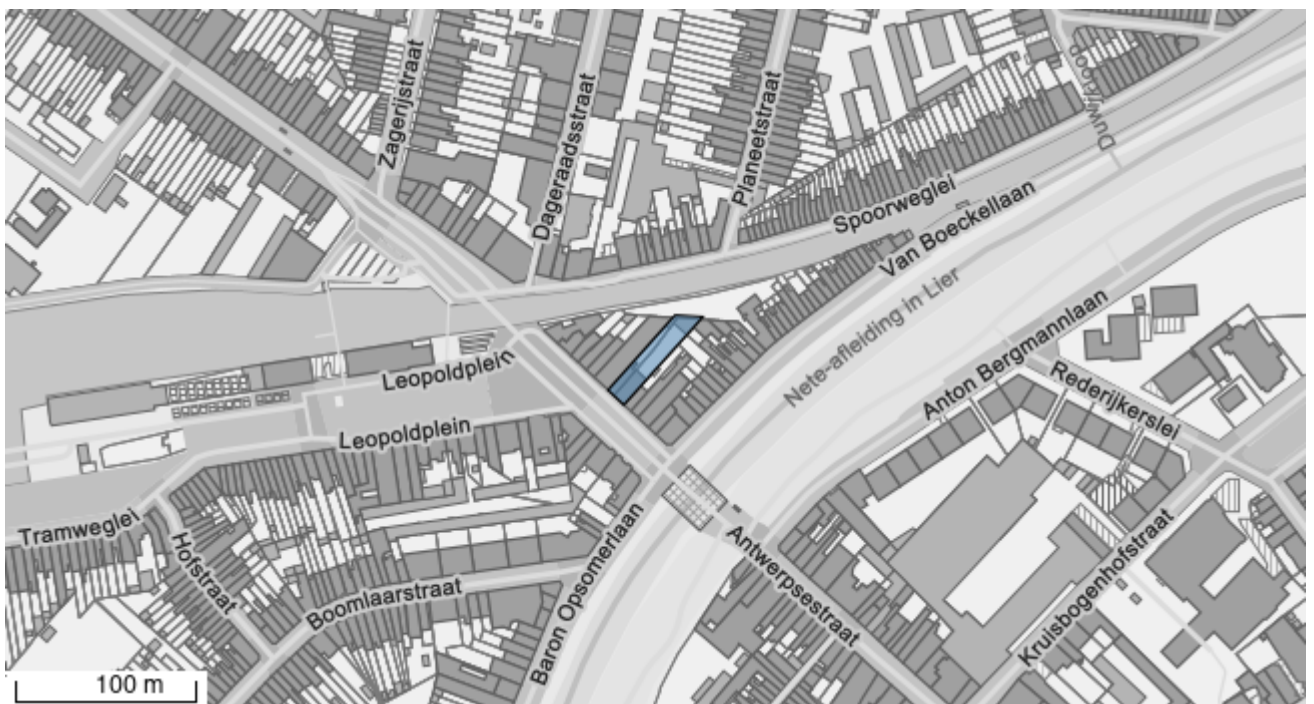 Zagerijstraat
Dageraadsstraat
Planeetstraat
Duwijkloop
Spoorweglei
Van Boeckellaan
Nete-afleiding in Lier
Anton Bergmannlaan
Rederijkerslei
Leopoldplein
Leopoldplein
Tramweglei
Hofstraat
Boomlaarstraat
Baron Opsomerlaan
Antwerpsestraat
Kruisbogenhofstraat
100 m